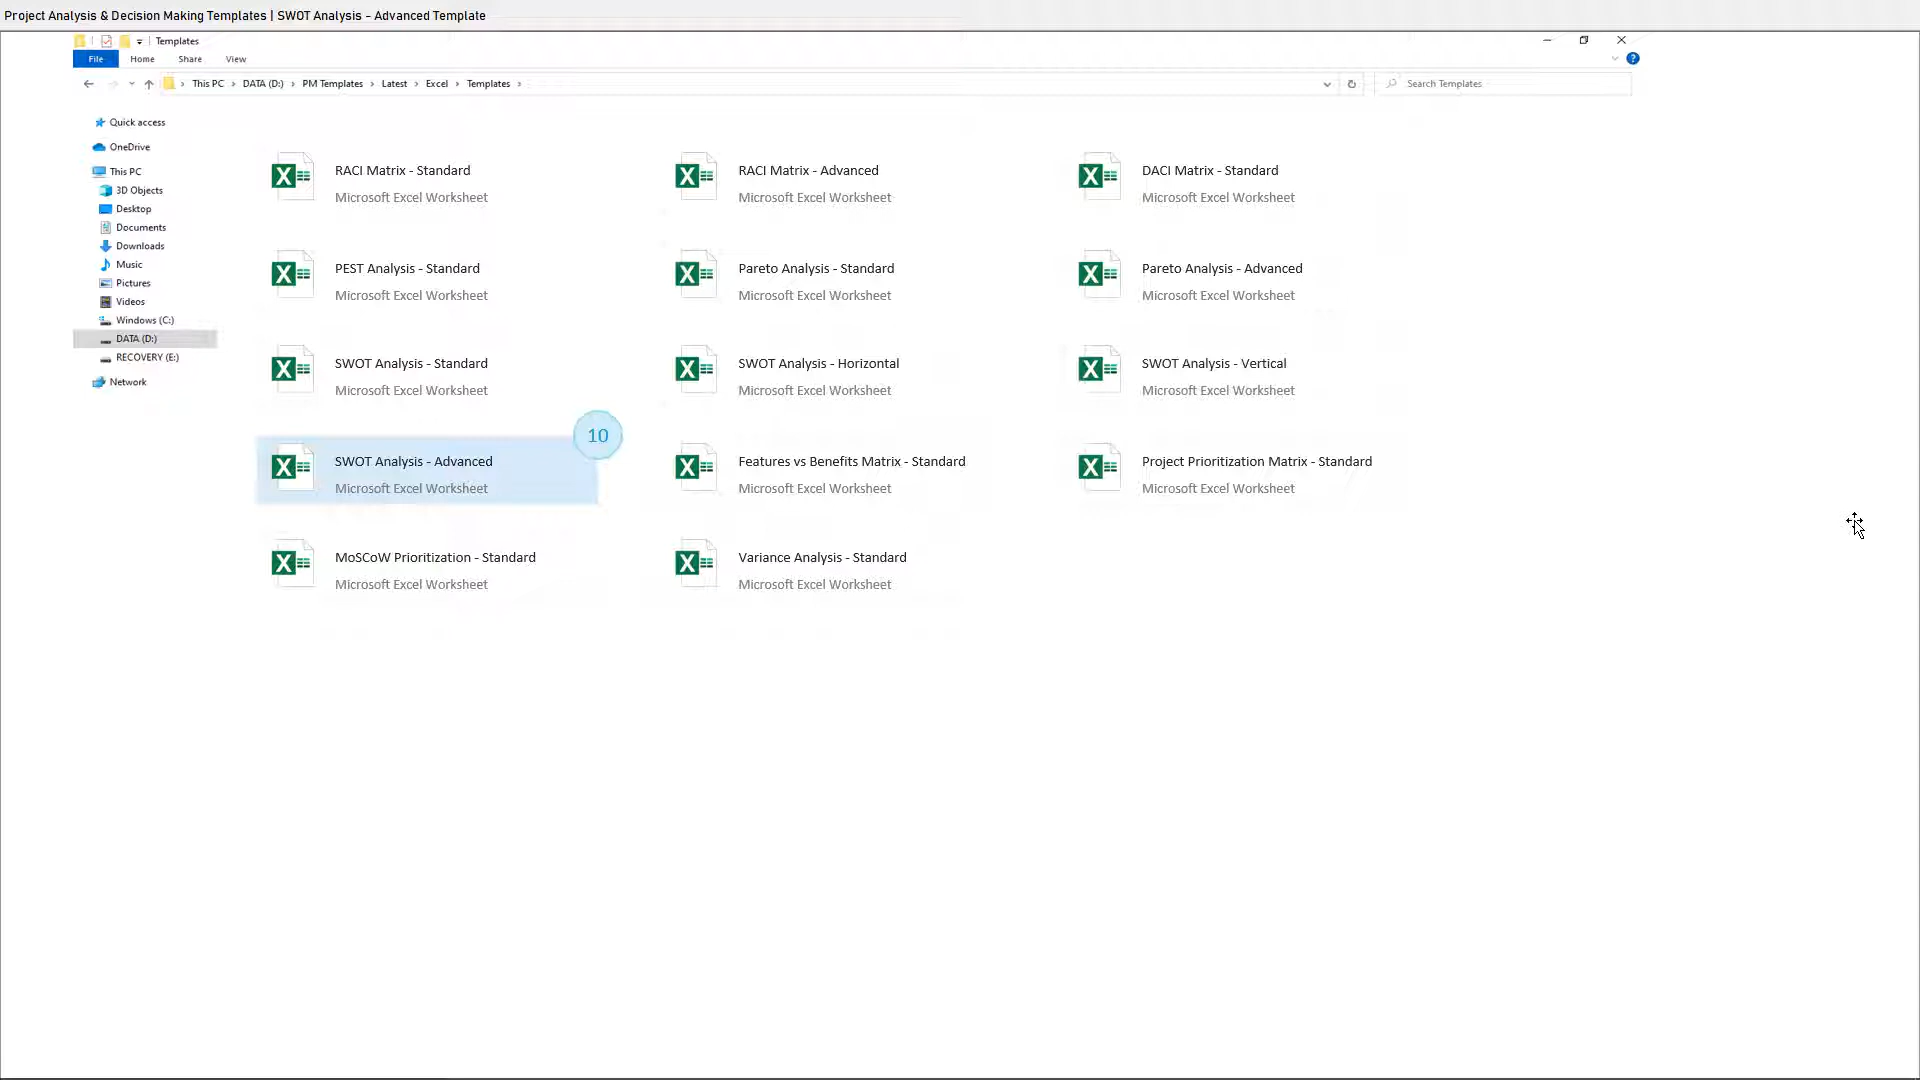 Project Analysis & Decision Making Templates | SWOT Analysis - Advanced Template
Templates
File Home Share View
This PC > DATA (D:) > PM Templates > Latest > Excel > Templates >
Search Templates
Quick access
OneDrive
This PC
3D Objects
Desktop
Documents
Downloads
Music
Pictures
Videos
Windows (C:)
DATA (D:)
RECOVERY (E:)
Network
RACI Matrix - Standard
Microsoft Excel Worksheet
RACI Matrix - Advanced
Microsoft Excel Worksheet
DACI Matrix - Standard
Microsoft Excel Worksheet
PEST Analysis - Standard
Microsoft Excel Worksheet
Pareto Analysis - Standard
Microsoft Excel Worksheet
Pareto Analysis - Advanced
Microsoft Excel Worksheet
SWOT Analysis - Standard
Microsoft Excel Worksheet
SWOT Analysis - Horizontal
Microsoft Excel Worksheet
SWOT Analysis - Vertical
Microsoft Excel Worksheet
10
SWOT Analysis - Advanced
Microsoft Excel Worksheet
Features vs Benefits Matrix - Standard
Microsoft Excel Worksheet
Project Prioritization Matrix - Standard
Microsoft Excel Worksheet
MoSCoW Prioritization - Standard
Microsoft Excel Worksheet
Variance Analysis - Standard
Microsoft Excel Worksheet